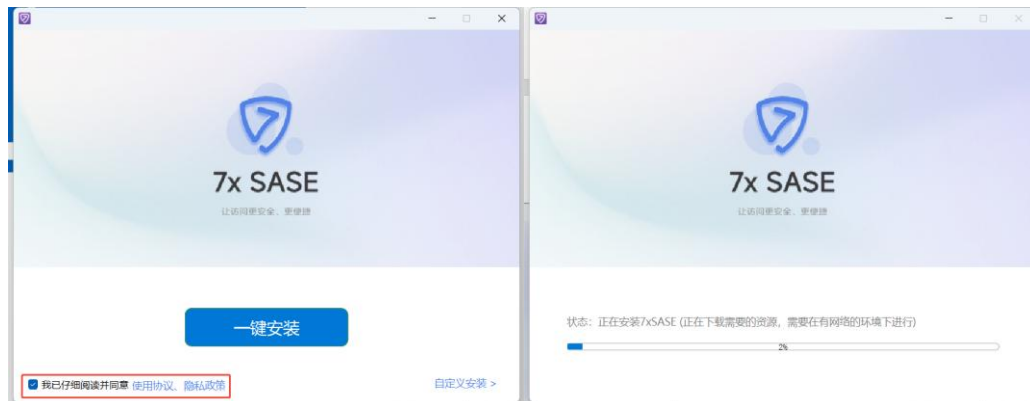 7x SASE
让访问更安全、更便捷
一键安装
我已仔细阅读并同意 使用协议、隐私政策
自定义安装 >
7x SASE
让访问更安全、更便捷
状态：正在安装7xSASE (正在下载需要的资源，需要在有网络的环境下进行)
2%